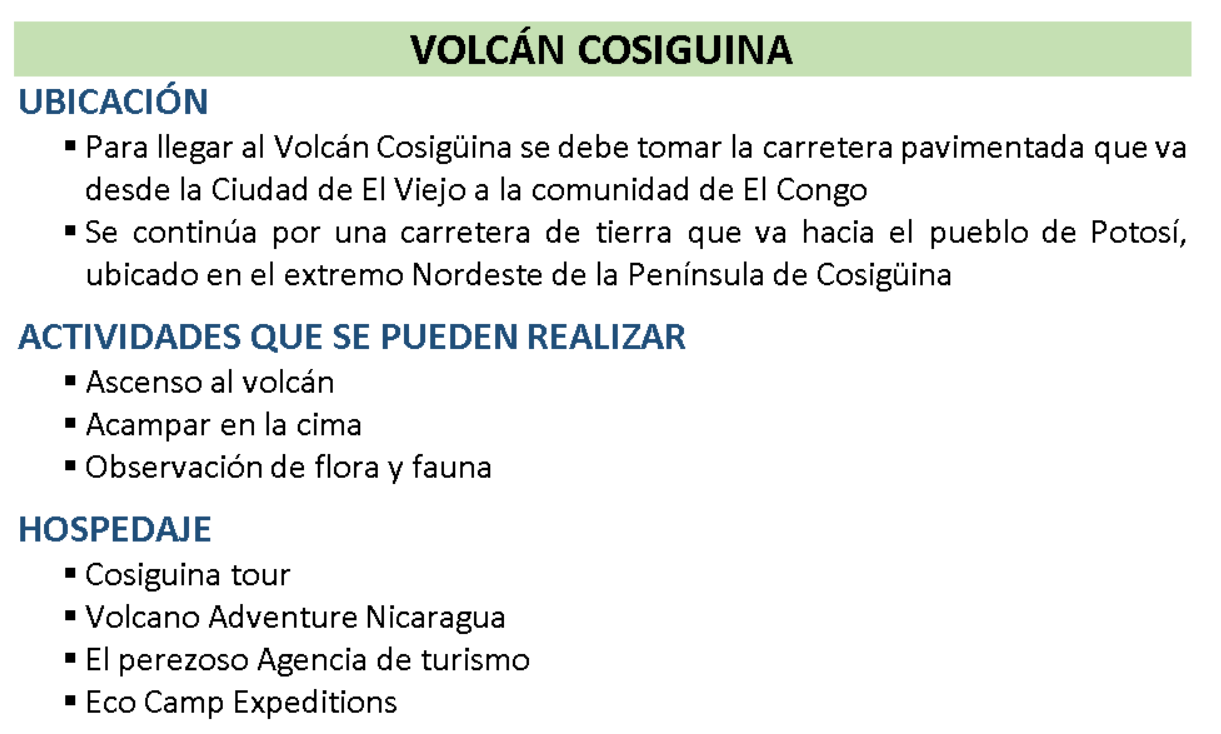 VOLCÁN COSIGUINA
UBICACIÓN
▪ Para llegar al Volcán Cosigüina se debe tomar la carretera pavimentada que va
desde la Ciudad de El Viejo a la comunidad de El Congo
▪ Se continúa por una carretera de tierra que va hacia el pueblo de Potosí,
ubicado en el extremo Nordeste de la Península de Cosigüina
ACTIVIDADES QUE SE PUEDEN REALIZAR
▪ Ascenso al volcán
▪ Acampar en la cima
▪ Observación de flora y fauna
HOSPEDAJE
▪ Cosiguina tour
▪ Volcano Adventure Nicaragua
▪ El perezoso Agencia de turismo
▪ Eco Camp Expeditions